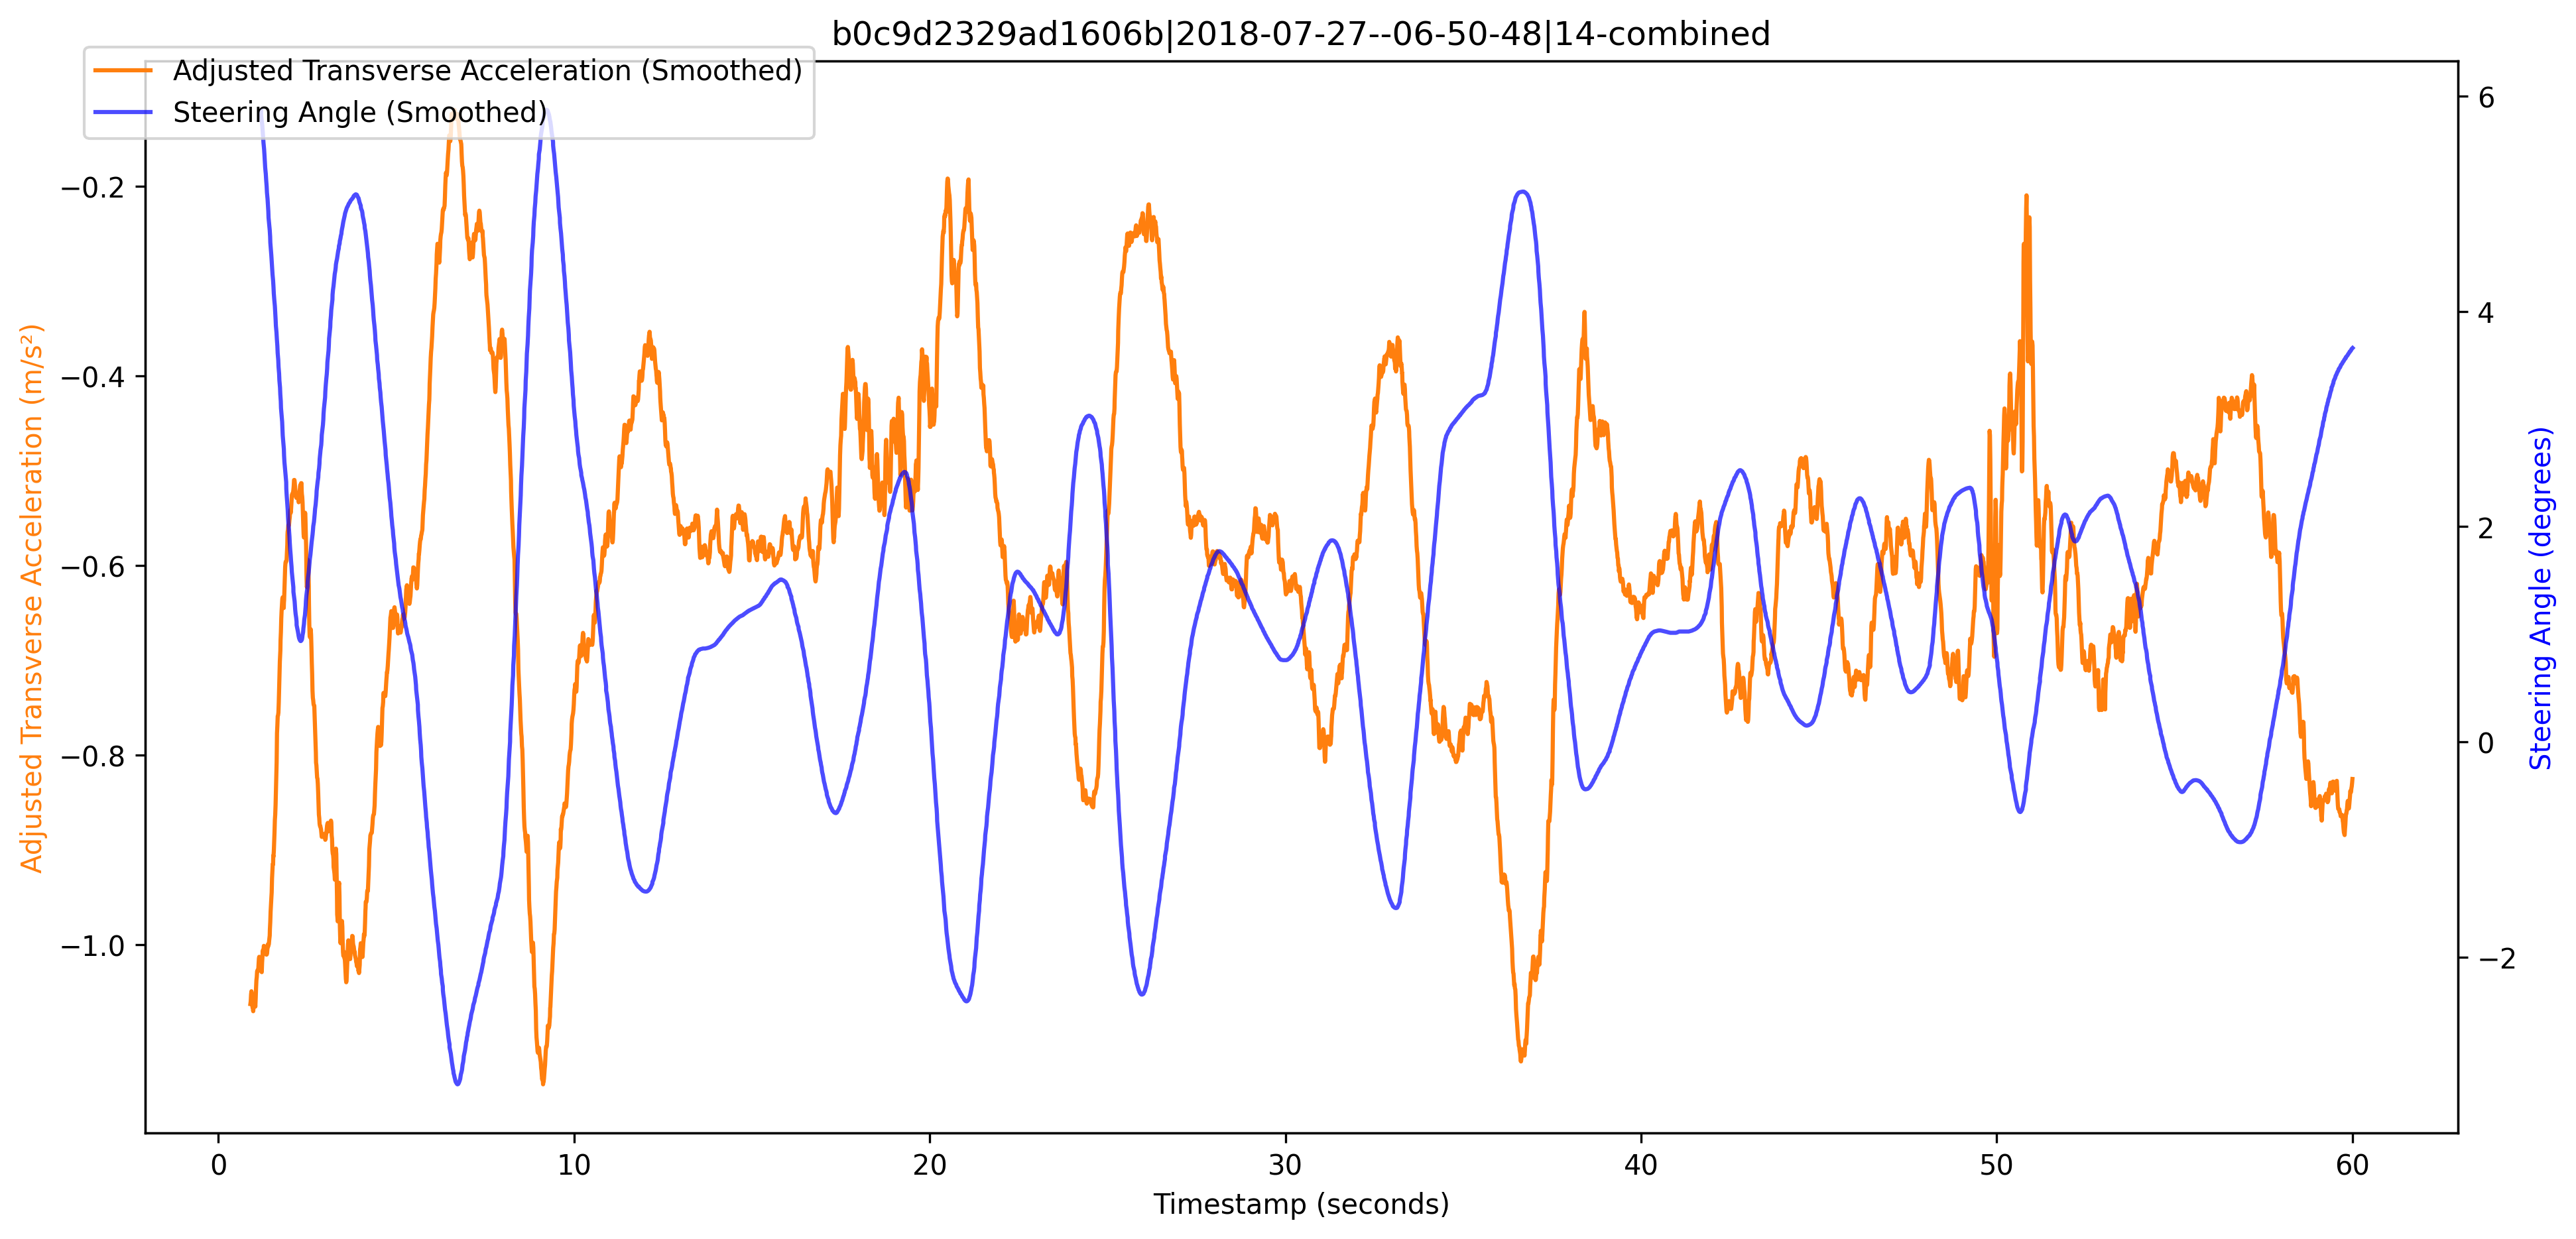 b0c9d2329ad1606b|2018-07-27--06-50-48|14-combined
Adjusted Transverse Acceleration (Smoothed)
Steering Angle (Smoothed)
Adjusted Transverse Acceleration (m/s²)
−0.2
−0.4
−0.6
−0.8
−1.0
6
4
2
0
−2
Steering Angle (degrees)
0 10 20 30 40 50 60
Timestamp (seconds)